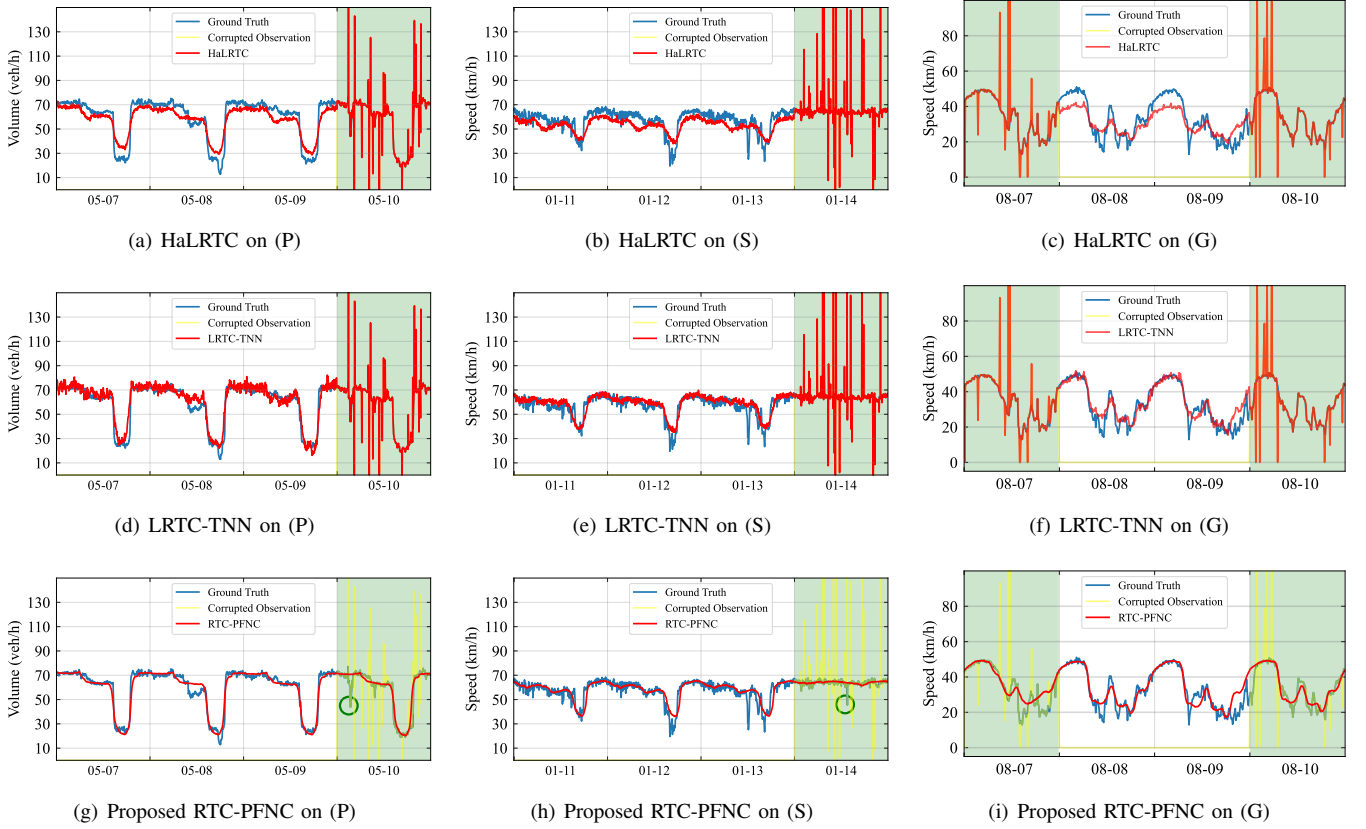 130
110
90
70
50
30
10
Volume (veh/h)
Ground Truth
Corrupted Observation
HaLRTC
05-07
05-08
05-09
05-10
(a) HaLRTC on (P)
130
110
90
70
50
30
10
Speed (km/h)
Ground Truth
Corrupted Observation
HaLRTC
01-11
01-12
01-13
01-14
(b) HaLRTC on (S)
80
60
40
20
0
Speed (km/h)
Ground Truth
Corrupted Observation
HaLRTC
08-07
08-08
08-09
08-10
(c) HaLRTC on (G)
130
110
90
70
50
30
10
Volume (veh/h)
Ground Truth
Corrupted Observation
LRTC-TNN
05-07
05-08
05-09
05-10
(d) LRTC-TNN on (P)
130
110
90
70
50
30
10
Speed (km/h)
Ground Truth
Corrupted Observation
LRTC-TNN
01-11
01-12
01-13
01-14
(e) LRTC-TNN on (S)
80
60
40
20
0
Speed (km/h)
Ground Truth
Corrupted Observation
LRTC-TNN
08-07
08-08
08-09
08-10
(f) LRTC-TNN on (G)
130
110
90
70
50
30
10
Volume (veh/h)
Ground Truth
Corrupted Observation
RTC-PFNC
05-07
05-08
05-09
05-10
(g) Proposed RTC-PFNC on (P)
130
110
90
70
50
30
10
Speed (km/h)
Ground Truth
Corrupted Observation
RTC-PFNC
01-11
01-12
01-13
01-14
(h) Proposed RTC-PFNC on (S)
80
60
40
20
0
Speed (km/h)
Ground Truth
Corrupted Observation
RTC-PFNC
08-07
08-08
08-09
08-10
(i) Proposed RTC-PFNC on (G)